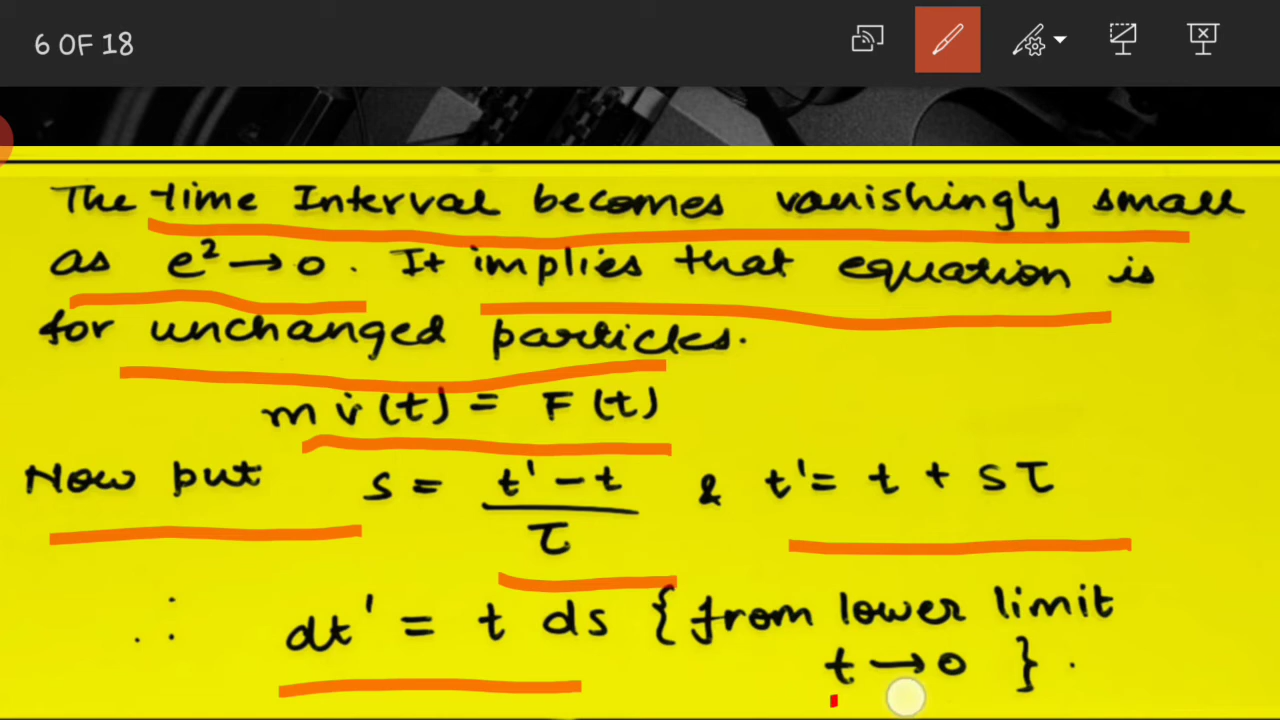 6 OF 18
The time Interval becomes vanishingly small
as e² → 0. It implies that equation is
for unchanged particles.
m v̇(t) = F(t)
Now put s = (t' - t)/τ & t' = t + sτ
∴ dt' = t ds {from lower limit
t → 0}.